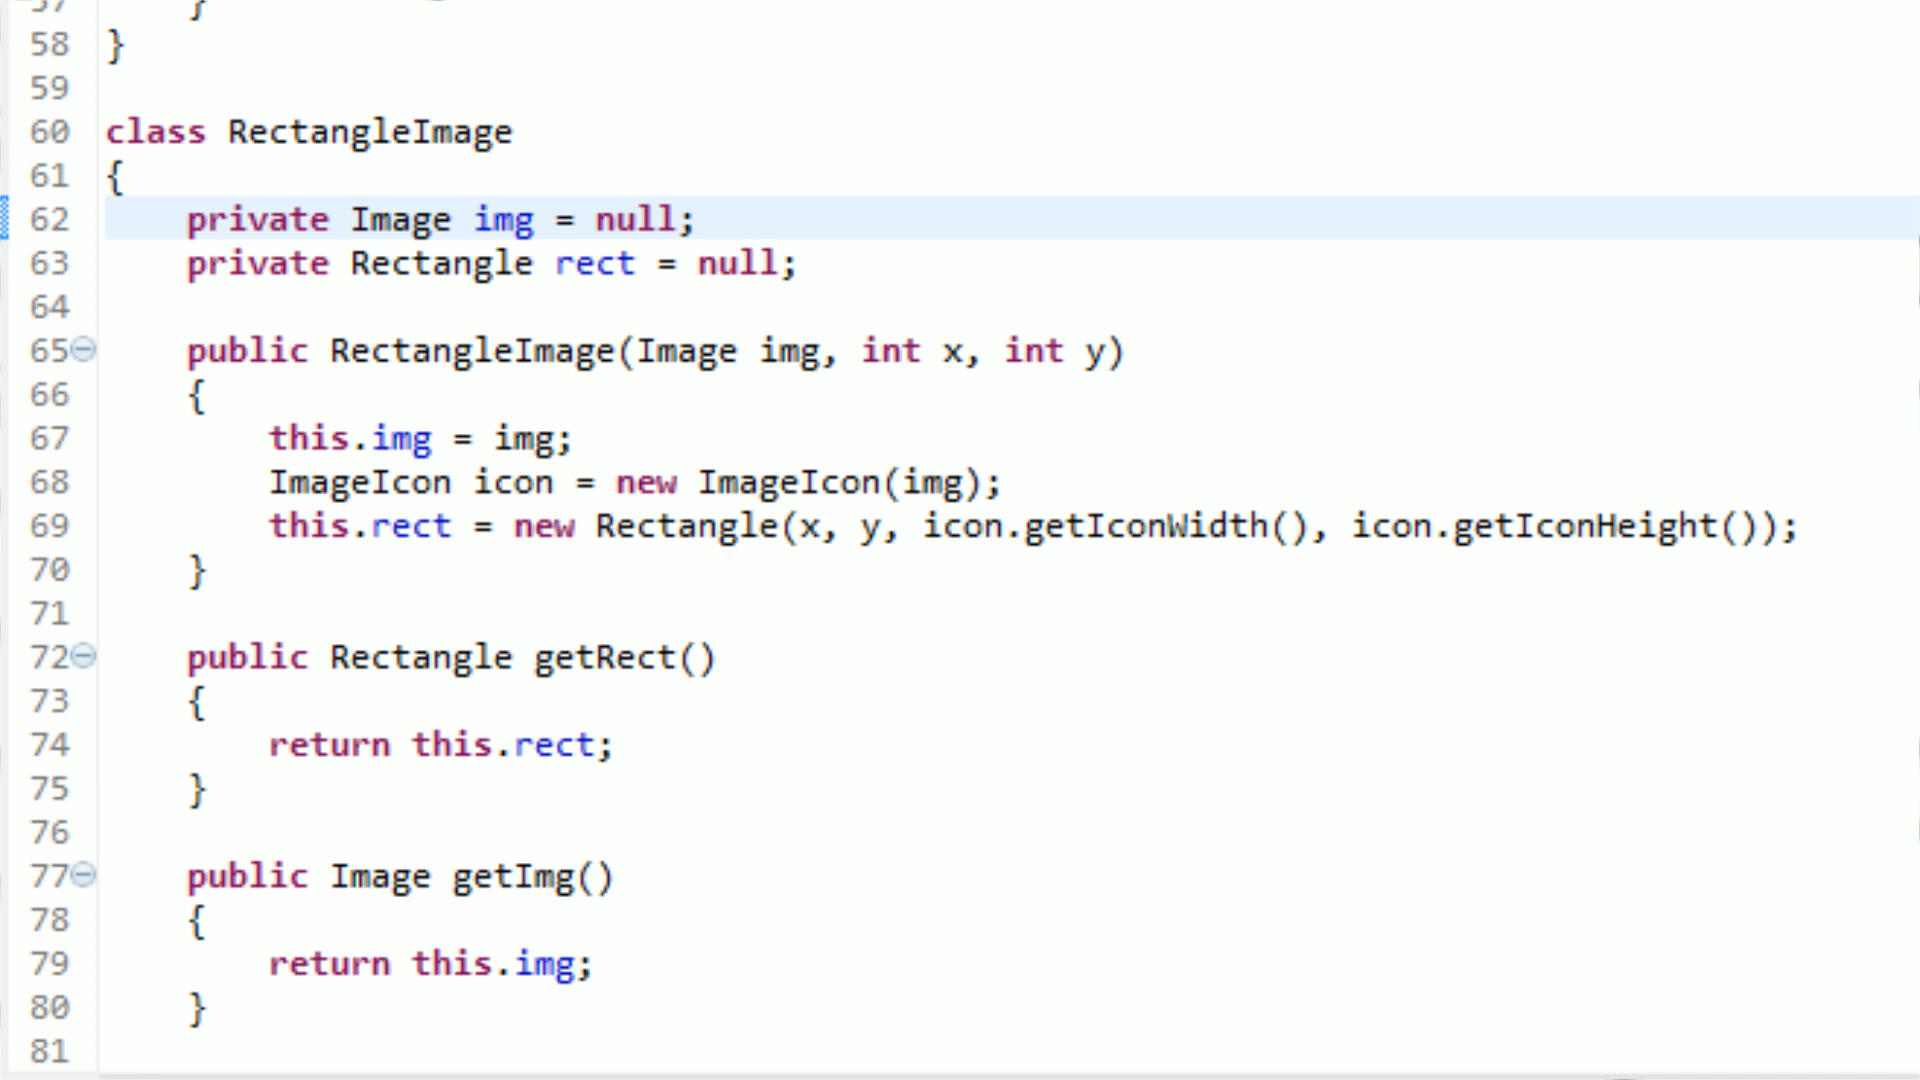 57 }
58 }
59
60 class RectangleImage
61 {
62 private Image img = null;
63 private Rectangle rect = null;
64
65 public RectangleImage(Image img, int x, int y)
66 {
67 this.img = img;
68 ImageIcon icon = new ImageIcon(img);
69 this.rect = new Rectangle(x, y, icon.getIconWidth(), icon.getIconHeight());
70 }
71
72 public Rectangle getRect()
73 {
74 return this.rect;
75 }
76
77 public Image getImg()
78 {
79 return this.img;
80 }
81